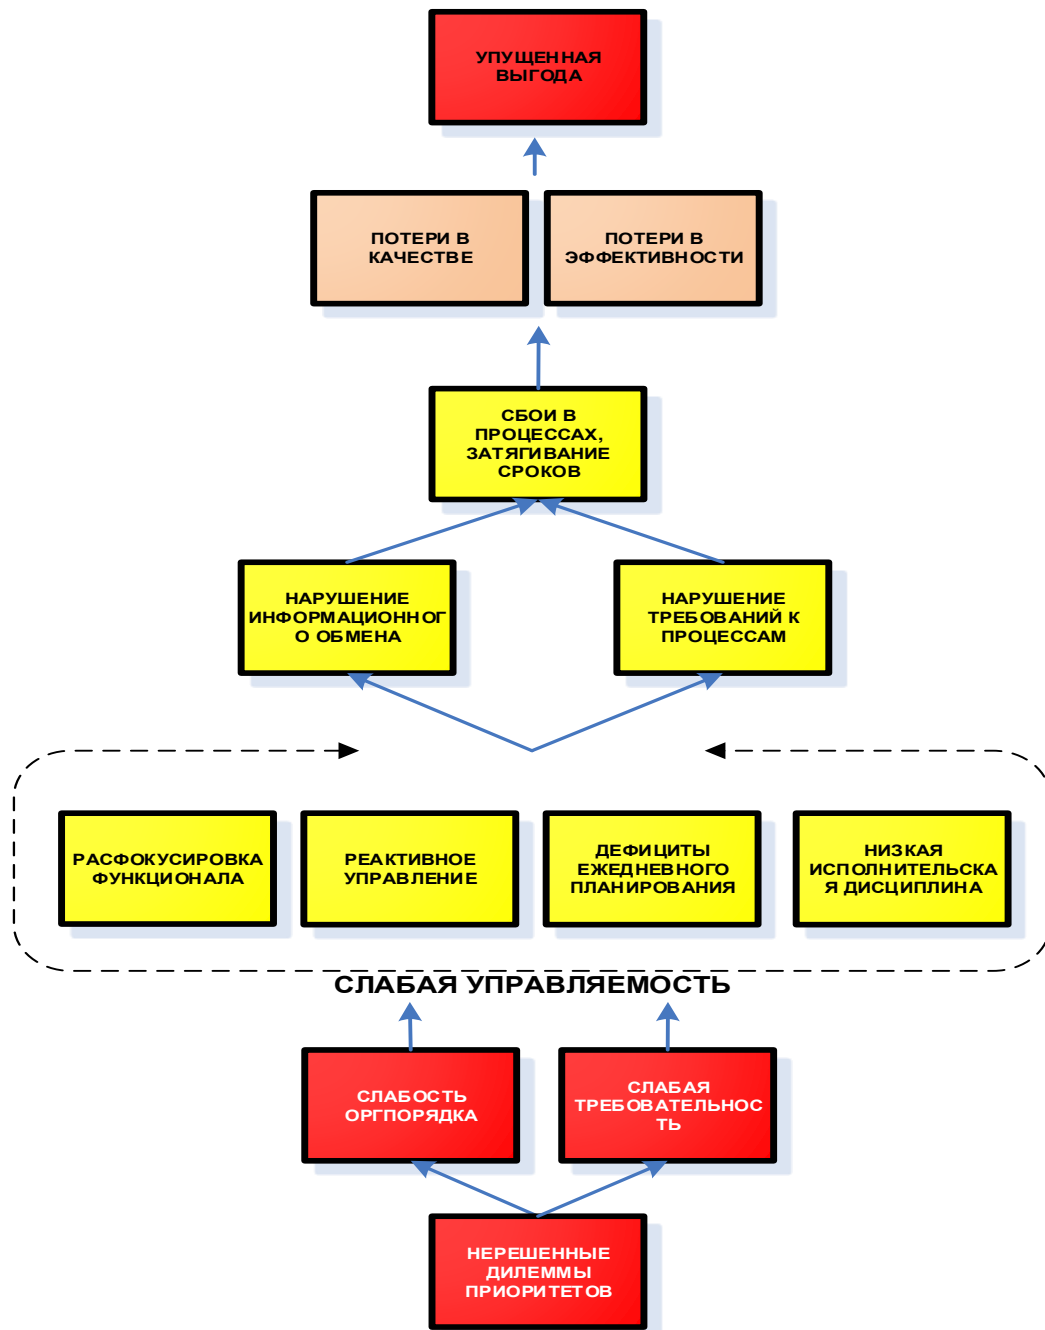 УПУЩЕННАЯ
ВЫГОДА
ПОТЕРИ В
КАЧЕСТВЕ
ПОТЕРИ В
ЭФФЕКТИВНОСТИ
СБОИ В
ПРОЦЕССАХ,
ЗАТЯГИВАНИЕ
СРОКОВ
НАРУШЕНИЕ
ИНФОРМАЦИОННОГ
О ОБМЕНА
НАРУШЕНИЕ
ТРЕБОВАНИЙ К
ПРОЦЕССАМ
РАСФОКУСИРОВКА
ФУНКЦИОНАЛА
РЕАКТИВНОЕ
УПРАВЛЕНИЕ
ДЕФИЦИТЫ
ЕЖЕДНЕВНОГО
ПЛАНИРОВАНИЯ
НИЗКАЯ
ИСПОЛНИТЕЛЬСКА
Я ДИСЦИПЛИНА
СЛАБАЯ УПРАВЛЯЕМОСТЬ
СЛАБОСТЬ
ОРГПОРЯДКА
СЛАБАЯ
ТРЕБОВАТЕЛЬНОС
ТЬ
НЕРЕШЕННЫЕ
ДИЛЕММЫ
ПРИОРИТЕТОВ